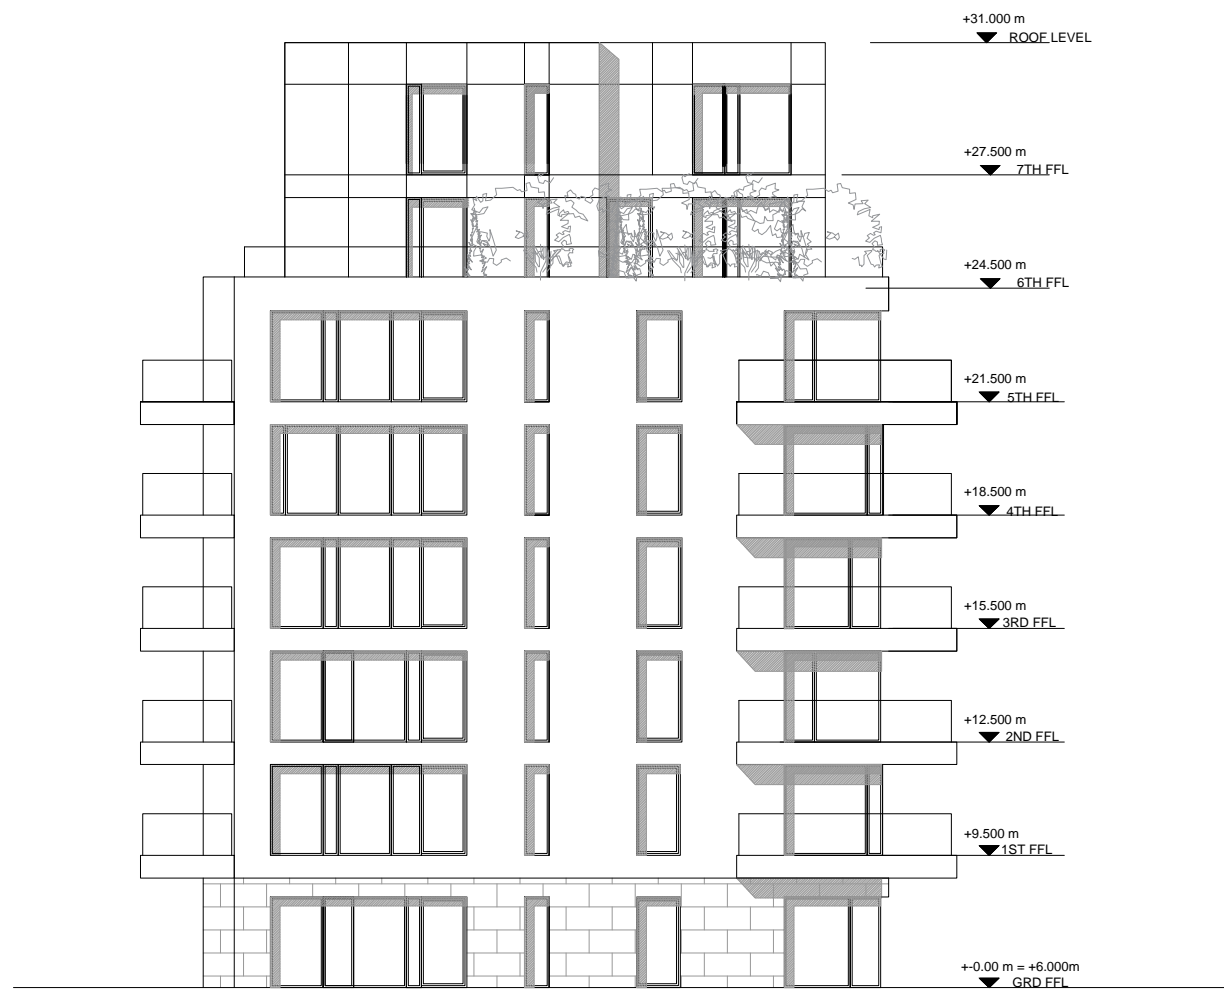 +31.000 m
ROOF LEVEL
+27.500 m
7TH FFL
+24.500 m
6TH FFL
+21.500 m
5TH FFL
+18.500 m
4TH FFL
+15.500 m
3RD FFL
+12.500 m
2ND FFL
+9.500 m
1ST FFL
+-0.00 m = +6.000m
GRD FFL